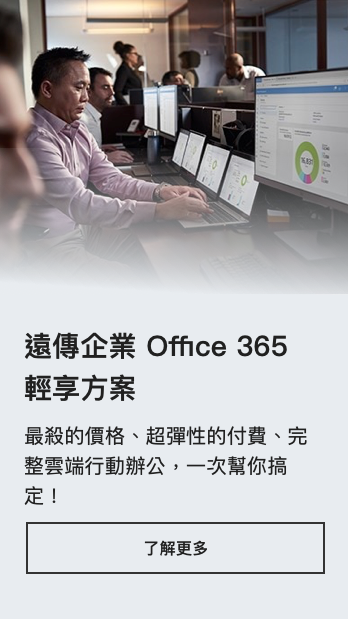 遠傳企業 Office 365
輕享方案
最殺的價格、超彈性的付費、完
整雲端行動辦公，一次幫你搞
定！
了解更多